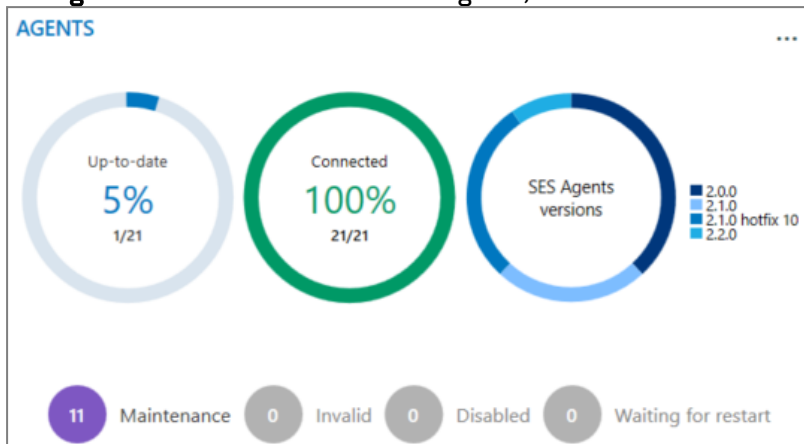 AGENTS
...
Up-to-date
5%
1/21
Connected
100%
21/21
SES Agents
versions
2.0.0
2.1.0
2.1.0 hotfix 10
2.2.0
11 Maintenance 0 Invalid 0 Disabled 0 Waiting for restart